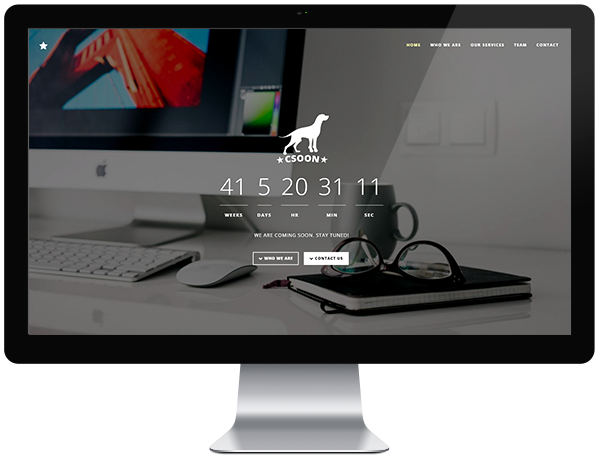 HOME WHO WE ARE OUR SERVICES TEAM CONTACT
CSOON
41 5 20 31 11
WEEKS DAYS HR MIN SEC
WE ARE COMING SOON. STAY TUNED!
WHO WE ARE CONTACT US